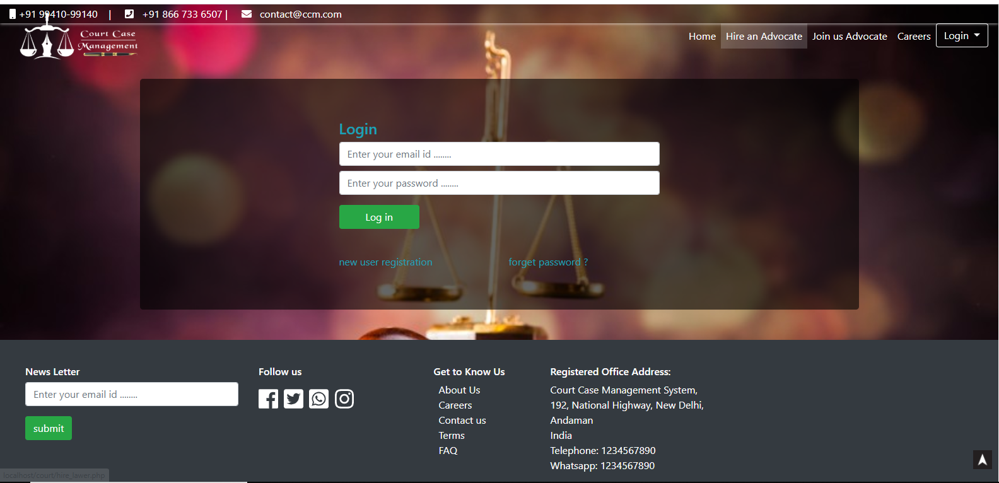 +91 99410-99140 | +91 866 733 6507 | contact@ccm.com
Court Case
Management
Home Hire an Advocate Join us Advocate Careers Login
Login
Enter your email id ........
Enter your password ........
Log in
new user registration forget password ?
News Letter
Enter your email id ........
submit
Follow us
Get to Know Us
About Us
Careers
Contact us
Terms
FAQ
Registered Office Address:
Court Case Management System,
192, National Highway, New Delhi,
Andaman
India
Telephone: 1234567890
Whatsapp: 1234567890
localhost/court/hire_lawer.php